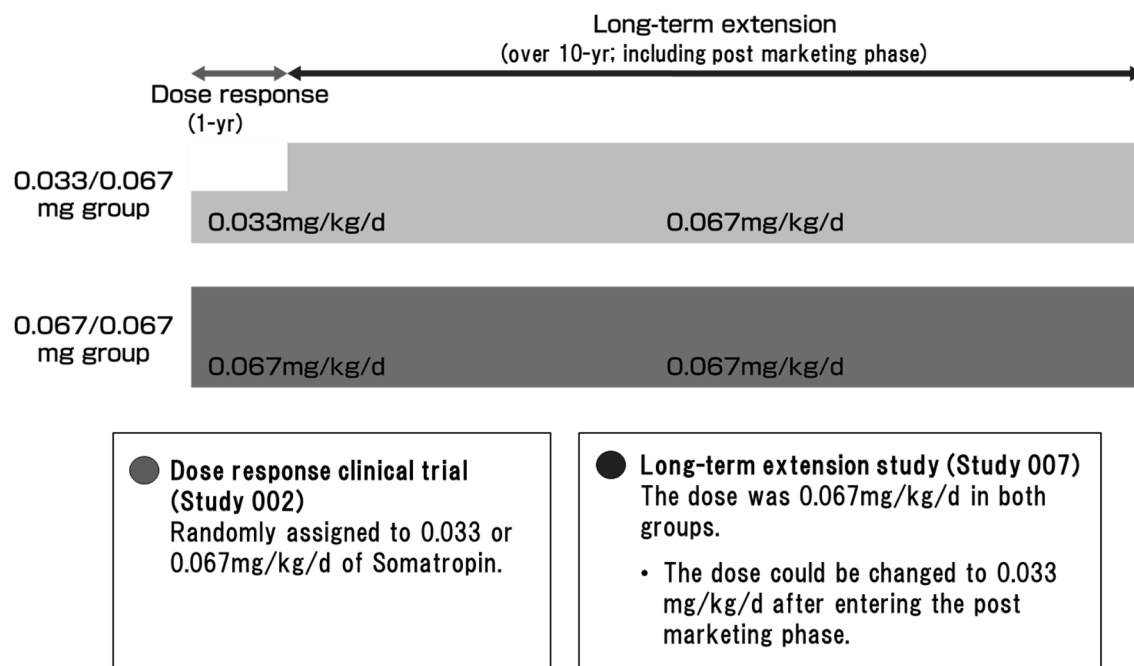 Long-term extension
(over 10-yr; including post marketing phase)
Dose response
(1-yr)
0.033/0.067
mg group
0.033mg/kg/d
0.067mg/kg/d
0.067/0.067
mg group
0.067mg/kg/d
0.067mg/kg/d
Dose response clinical trial
(Study 002)
Randomly assigned to 0.033 or
0.067mg/kg/d of Somatropin.
Long-term extension study (Study 007)
The dose was 0.067mg/kg/d in both
groups.
• The dose could be changed to 0.033
mg/kg/d after entering the post
marketing phase.